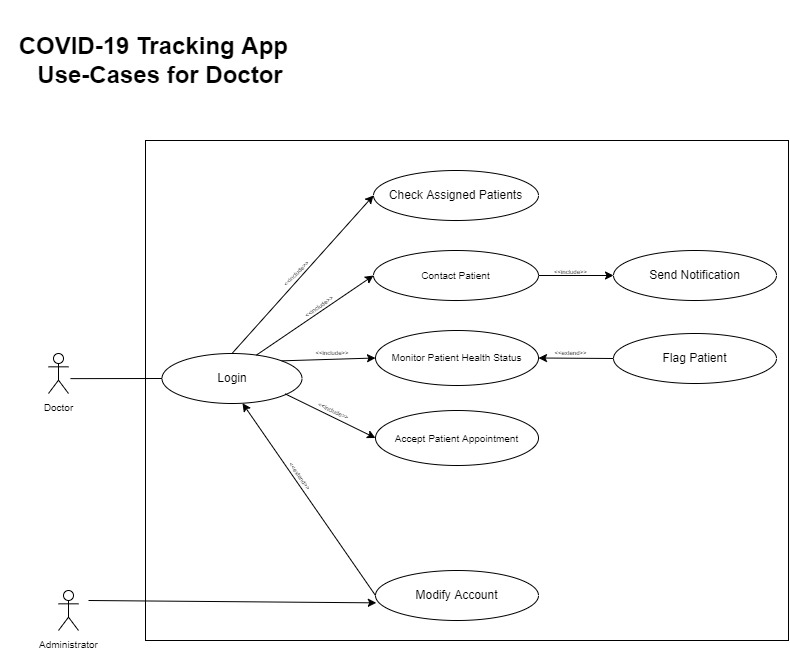 COVID-19 Tracking App
Use-Cases for Doctor
Check Assigned Patients
<<include>>
Contact Patient
<<include>>
Send Notification
<<include>>
Monitor Patient Health Status
<<extend>>
Flag Patient
<<include>>
Login
Doctor
<<include>>
Accept Patient Appointment
<<extend>>
Modify Account
Administrator